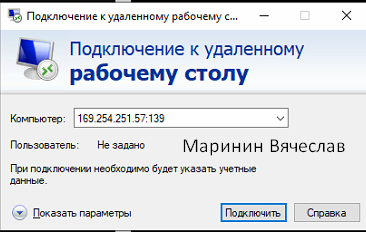 Подключение к удаленному рабочему с...
Подключение к удаленному
рабочему столу
Компьютер: 169.254.251.57:139
Пользователь: Не задано Маринин Вячеслав
При подключении необходимо будет указать учетные
данные.
Показать параметры Подключить Справка